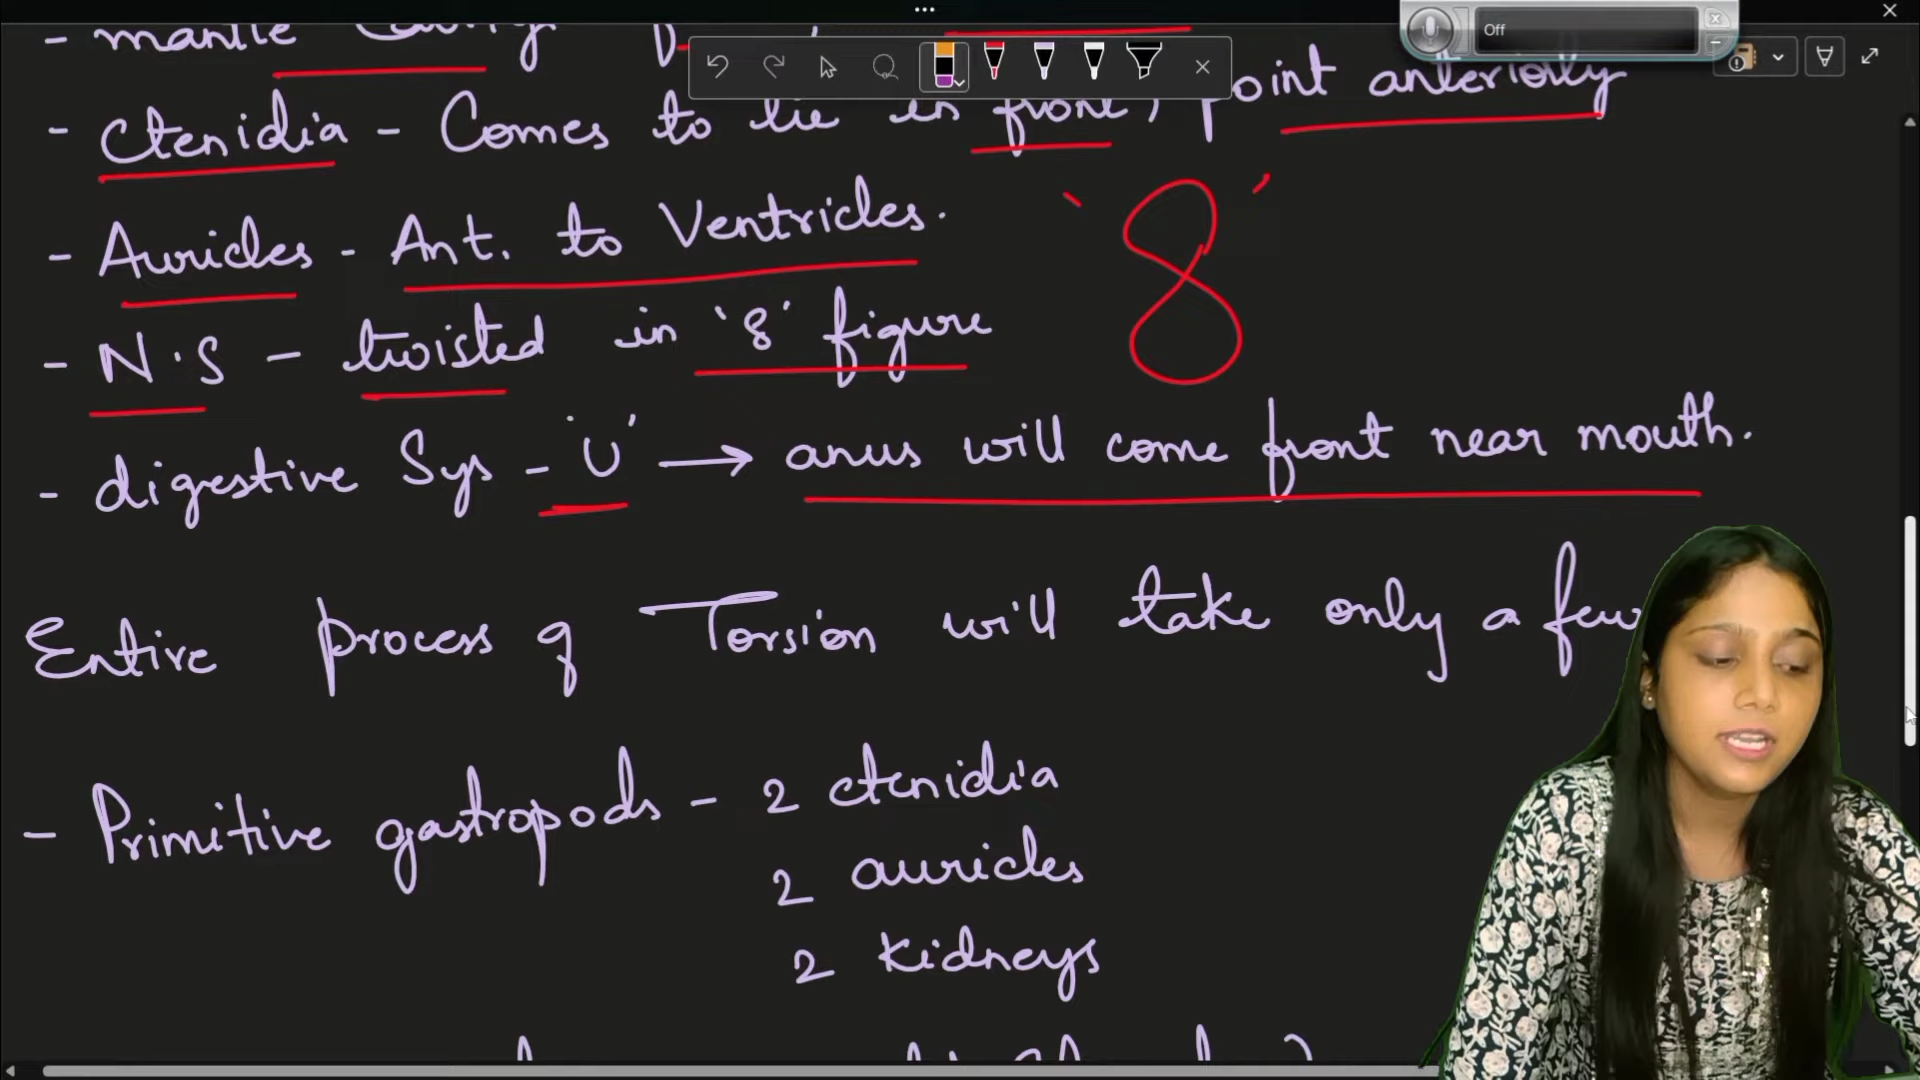 - mantle cavity
- Ctenidia - Comes to lie in front, point anteriorly
- Auricles - Ant. to Ventricles.
'8'
- N.S - twisted in '8' figure
- digestive Sys - 'U' → anus will come front near mouth.
Entire process of Torsion will take only a few
- Primitive gastropods - 2 ctenidia
2 auricles
2 kidneys
Off